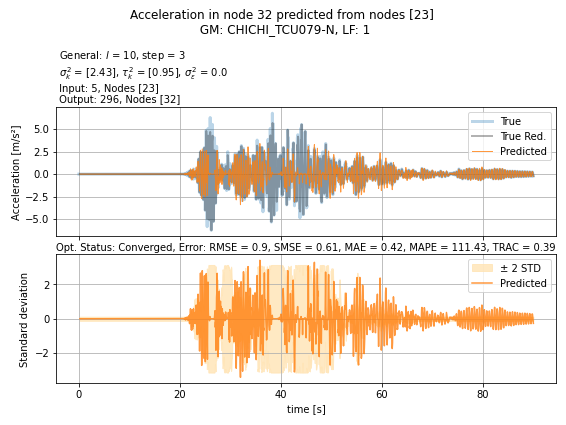 Acceleration in node 32 predicted from nodes [23]
GM: CHICHI_TCU079-N, LF: 1
General: l = 10, step = 3
σ²ₖ = [2.43], τ²ₖ = [0.95], σ²ε = 0.0
Input: 5, Nodes [23]
Output: 296, Nodes [32]
True
True Red.
Predicted
Acceleration [m/s²]
5.0
2.5
0.0
−2.5
−5.0
Opt. Status: Converged, Error: RMSE = 0.9, SMSE = 0.61, MAE = 0.42, MAPE = 111.43, TRAC = 0.39
± 2 STD
Predicted
Standard deviation
2
0
−2
0 20 40 60 80
time [s]